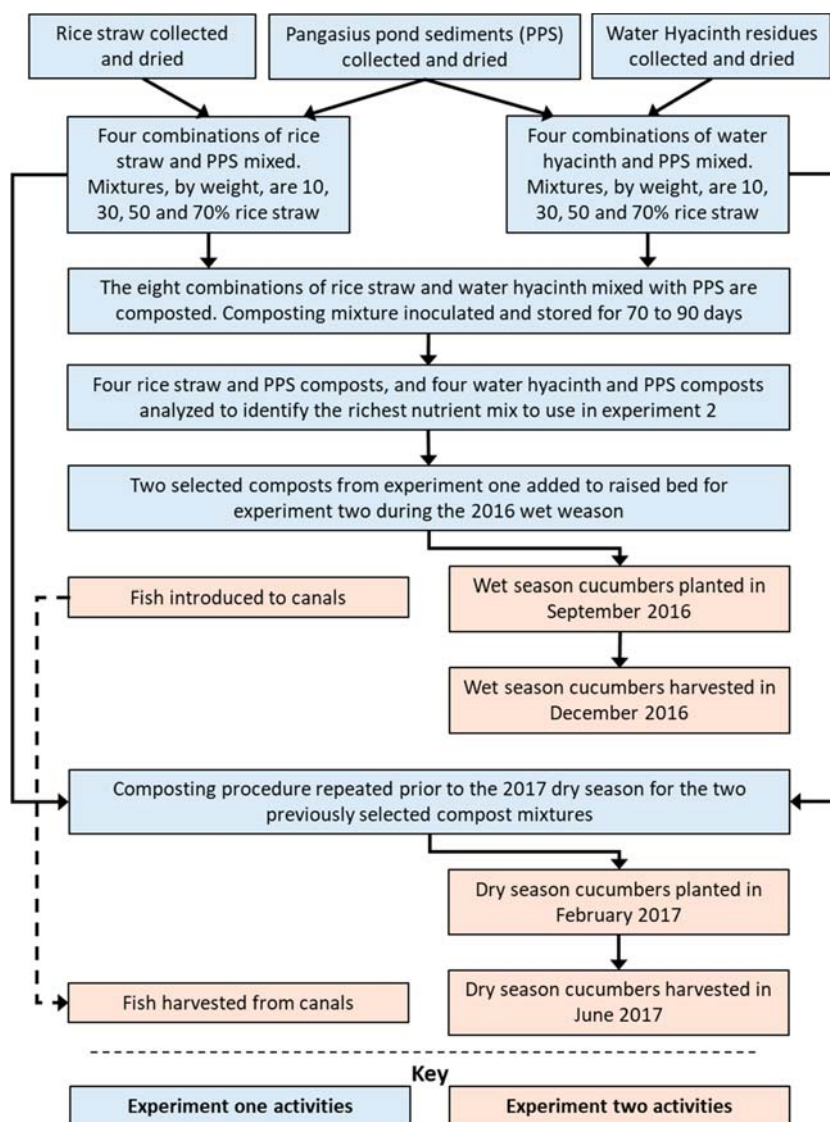 Rice straw collected
and dried
Pangasius pond sediments (PPS)
collected and dried
Water Hyacinth residues
collected and dried
Four combinations of rice
straw and PPS mixed.
Mixtures, by weight, are 10,
30, 50 and 70% rice straw
Four combinations of water
hyacinth and PPS mixed.
Mixtures, by weight, are 10,
30, 50 and 70% rice straw
The eight combinations of rice straw and water hyacinth mixed with PPS are
composted. Composting mixture inoculated and stored for 70 to 90 days
Four rice straw and PPS composts, and four water hyacinth and PPS composts
analyzed to identify the richest nutrient mix to use in experiment 2
Two selected composts from experiment one added to raised bed for
experiment two during the 2016 wet weason
Fish introduced to canals
Wet season cucumbers planted in
September 2016
Wet season cucumbers harvested in
December 2016
Composting procedure repeated prior to the 2017 dry season for the two
previously selected compost mixtures
Dry season cucumbers planted in
February 2017
Fish harvested from canals
Dry season cucumbers harvested in
June 2017
Key
Experiment one activities
Experiment two activities